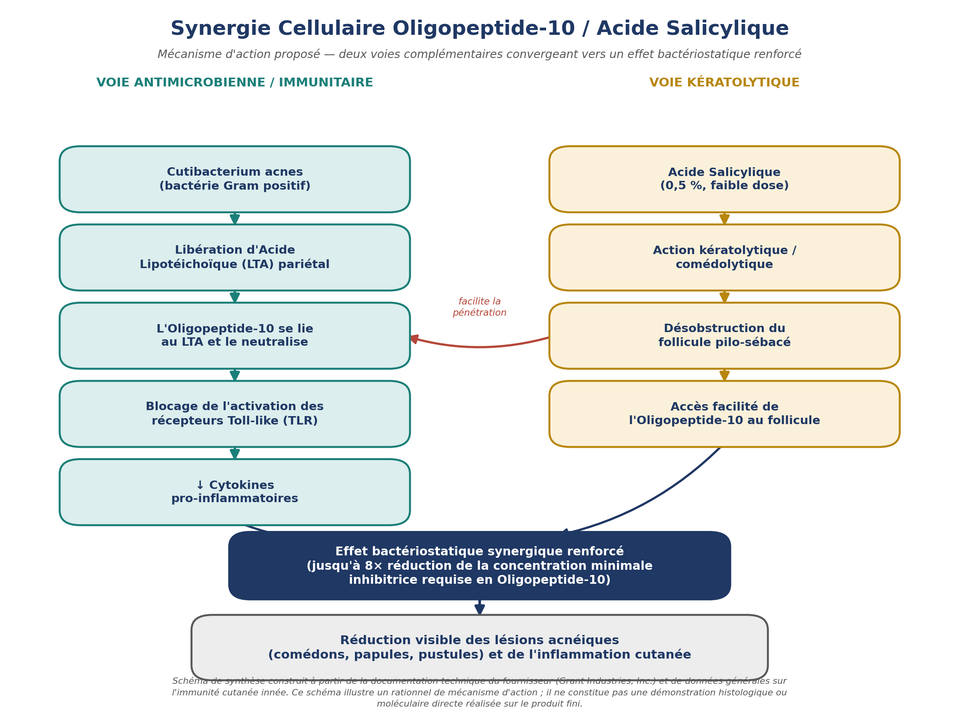 Synergie Cellulaire Oligopeptide-10 / Acide Salicylique
Mécanisme d'action proposé — deux voies complémentaires convergeant vers un effet bactériostatique renforcé
VOIE ANTIMICROBIENNE / IMMUNITAIRE
VOIE KÉRATOLYTIQUE
Cutibacterium acnes
(bactérie Gram positif)
Acide Salicylique
(0,5 %, faible dose)
Libération d'Acide
Lipotéichoïque (LTA) pariétal
Action kératolytique /
comédolytique
facilite la
pénétration
L'Oligopeptide-10 se lie
au LTA et le neutralise
Désobstruction du
follicule pilo-sébacé
Blocage de l'activation des
récepteurs Toll-like (TLR)
Accès facilité de
l'Oligopeptide-10 au follicule
↓ Cytokines
pro-inflammatoires
Effet bactériostatique synergique renforcé
(jusqu'à 8× réduction de la concentration minimale
inhibitrice requise en Oligopeptide-10)
Réduction visible des lésions acnéiques
(comédons, papules, pustules) et de l'inflammation cutanée
Schéma de synthèse construit à partir de la documentation technique du fournisseur (Grant Industries, Inc.) et de données générales sur
l'immunité cutanée innée. Ce schéma illustre un rationnel de mécanisme d'action ; il ne constitue pas une démonstration histologique ou
moléculaire directe réalisée sur le produit fini.